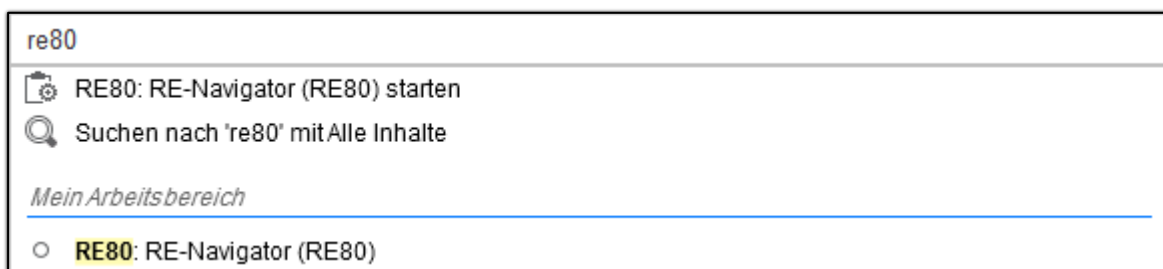 re80
RE80: RE-Navigator (RE80) starten
Suchen nach 're80' mit Alle Inhalte
Mein Arbeitsbereich
RE80: RE-Navigator (RE80)